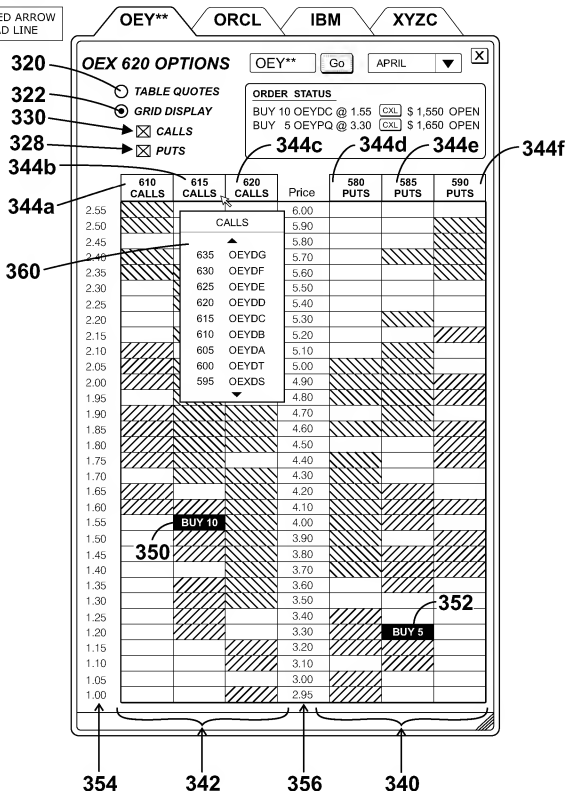 ED ARROW
AD LINE
OEY** ORCL IBM XYZC
OEX 620 OPTIONS OEY** Go APRIL X
320 TABLE QUOTES
322 GRID DISPLAY
330 CALLS
328 PUTS
ORDER STATUS
BUY 10 OEYDC @ 1.55 CXL $ 1,550 OPEN
BUY 5 OEYPQ @ 3.30 CXL $ 1,650 OPEN
344b 344c 344d 344e 344f
344a
610 CALLS 615 CALLS 620 CALLS Price 580 PUTS 585 PUTS 590 PUTS
CALLS
360
635 OEYDG
630 OEYDF
625 OEYDE
620 OEYDD
615 OEYDC
610 OEYDB
605 OEYDA
600 OEYDT
595 OEXDS
2.55 6.00
2.50 5.90
2.45 5.80
2.40 5.70
2.35 5.60
2.30 5.50
2.25 5.40
2.20 5.30
2.15 5.20
2.10 5.10
2.05 5.00
2.00 4.90
1.95 4.80
1.90 4.70
1.85 4.60
1.80 4.50
1.75 4.40
1.70 4.30
1.65 4.20
1.60 4.10
1.55 BUY 10 4.00
350
1.50 3.90
1.45 3.80
1.40 3.70
1.35 3.60
1.30 3.50
352
1.25 3.40
1.20 3.30 BUY 5
1.15 3.20
1.10 3.10
1.05 3.00
1.00 2.95
354 342 356 340